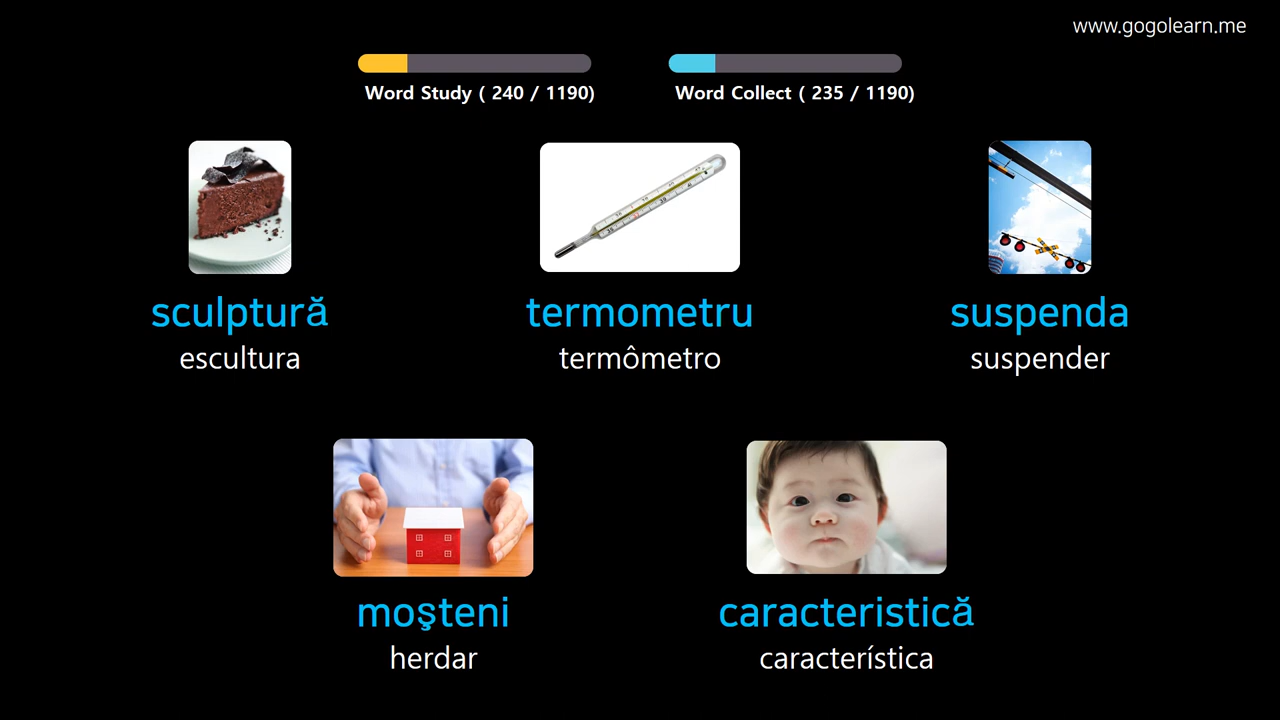 www.gogolearn.me
Word Study ( 240 / 1190)
Word Collect ( 235 / 1190)
sculptură
termometru
suspenda
escultura
termômetro
suspender
moşteni
caracteristică
herdar
característica